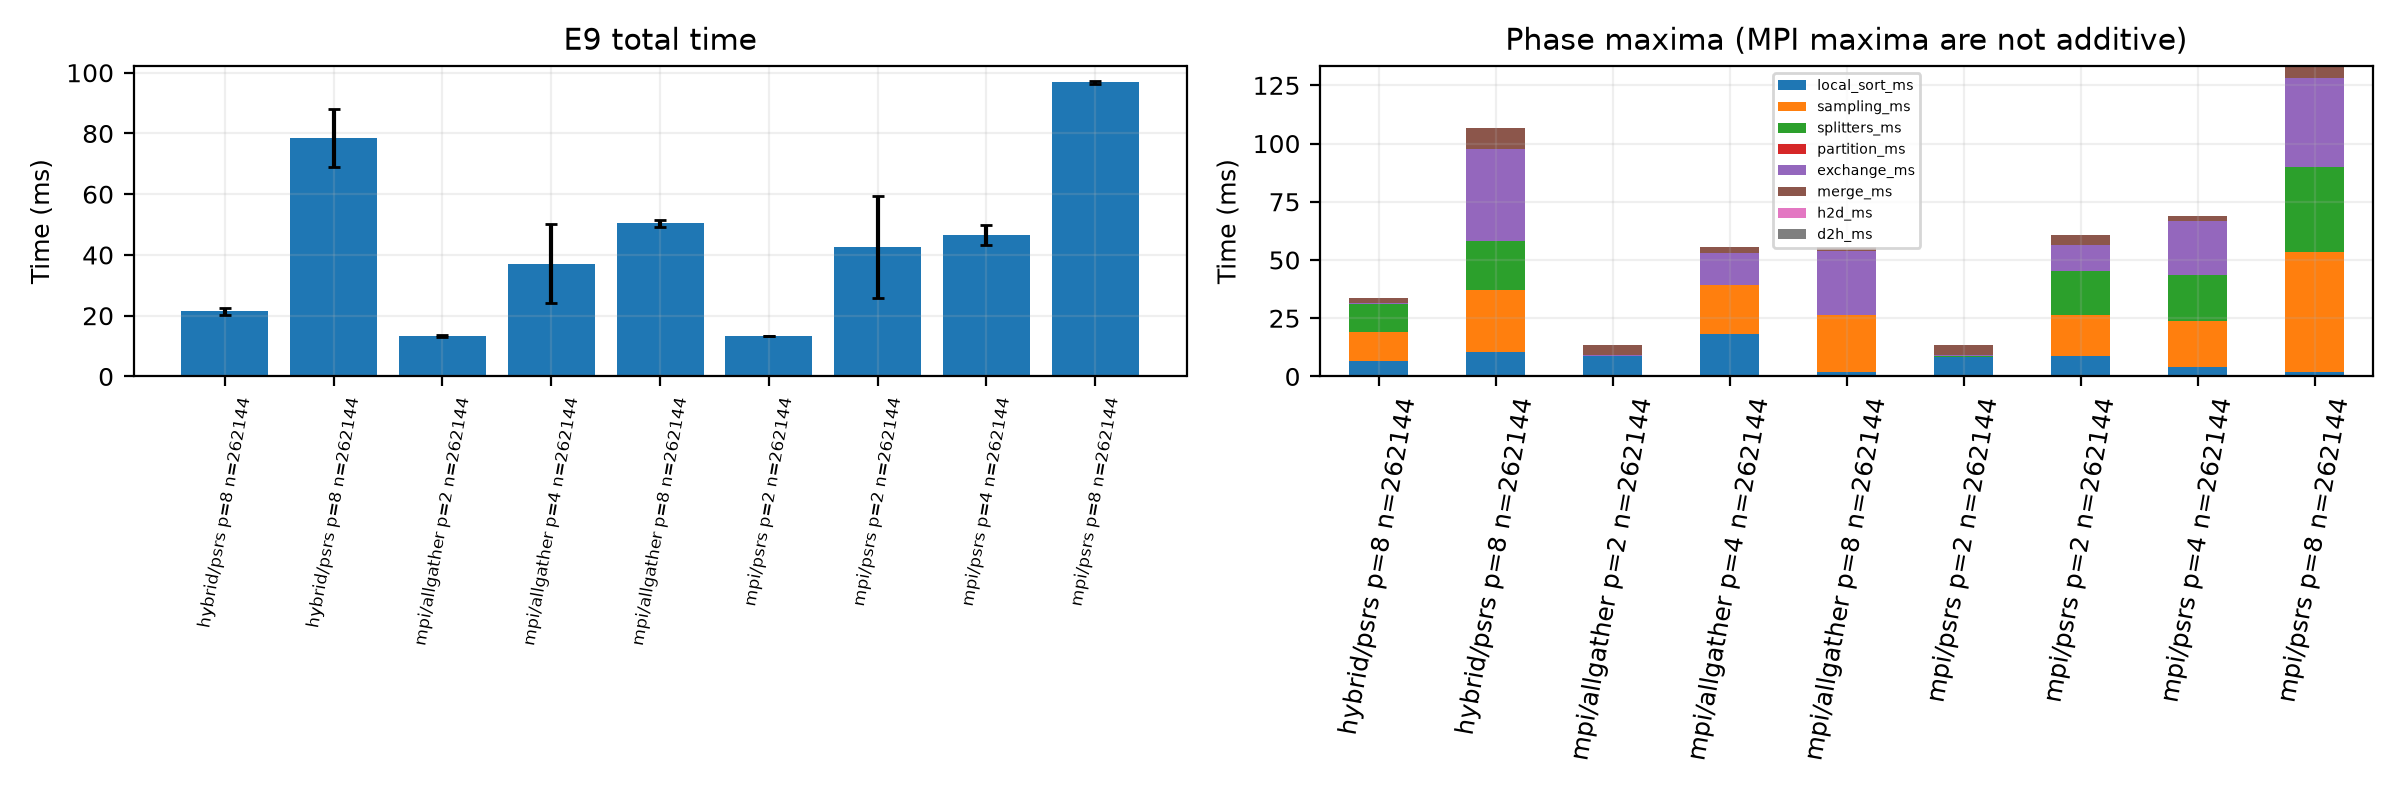 E9 total time
Time (ms)
100
80
60
40
20
0
hybrid/psrs p=8 n=262144
hybrid/psrs p=8 n=262144
mpi/allgather p=2 n=262144
mpi/allgather p=4 n=262144
mpi/allgather p=8 n=262144
mpi/psrs p=2 n=262144
mpi/psrs p=2 n=262144
mpi/psrs p=4 n=262144
mpi/psrs p=8 n=262144
Phase maxima (MPI maxima are not additive)
Time (ms)
125
100
75
50
25
0
local_sort_ms
sampling_ms
splitters_ms
partition_ms
exchange_ms
merge_ms
h2d_ms
d2h_ms
hybrid/psrs p=8 n=262144
hybrid/psrs p=8 n=262144
mpi/allgather p=2 n=262144
mpi/allgather p=4 n=262144
mpi/allgather p=8 n=262144
mpi/psrs p=2 n=262144
mpi/psrs p=2 n=262144
mpi/psrs p=4 n=262144
mpi/psrs p=8 n=262144